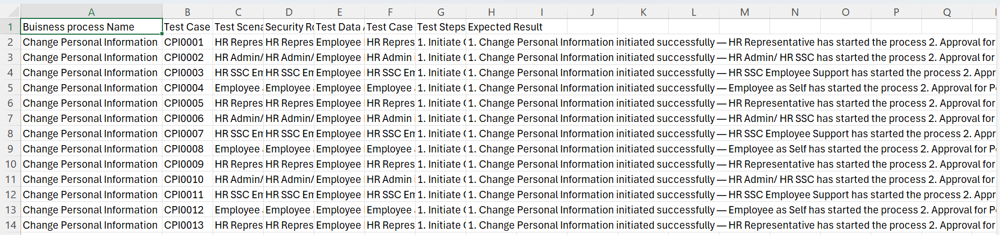 A B C D E F G H I J K L M N O P Q
1 Buisness process Name Test Case Test Scena Security Ro Test Data Test Case Test Steps Expected Result
2 Change Personal Information CPI0001 HR Repres HR Repres Employee HR Repres 1. Initiate 1. Change Personal Information initiated successfully — HR Representative has started the process 2. Approval for
3 Change Personal Information CPI0002 HR Admin/ HR Admin/ Employee HR Admin 1. Initiate 1. Change Personal Information initiated successfully — HR Admin/ HR SSC has started the process 2. Approval for
4 Change Personal Information CPI0003 HR SSC Em HR SSC Em Employee HR SSC Em 1. Initiate 1. Change Personal Information initiated successfully — HR SSC Employee Support has started the process 2. Appr
5 Change Personal Information CPI0004 Employee Employee Employee Employee 1. Initiate 1. Change Personal Information initiated successfully — Employee as Self has started the process 2. Approval for P
6 Change Personal Information CPI0005 HR Repres HR Repres Employee HR Repres 1. Initiate 1. Change Personal Information initiated successfully — HR Representative has started the process 2. Approval for
7 Change Personal Information CPI0006 HR Admin/ HR Admin/ Employee HR Admin 1. Initiate 1. Change Personal Information initiated successfully — HR Admin/ HR SSC has started the process 2. Approval for
8 Change Personal Information CPI0007 HR SSC Em HR SSC Em Employee HR SSC Em 1. Initiate 1. Change Personal Information initiated successfully — HR SSC Employee Support has started the process 2. Appr
9 Change Personal Information CPI0008 Employee Employee Employee Employee 1. Initiate 1. Change Personal Information initiated successfully — Employee as Self has started the process 2. Approval for P
10 Change Personal Information CPI0009 HR Repres HR Repres Employee HR Repres 1. Initiate 1. Change Personal Information initiated successfully — HR Representative has started the process 2. Approval for
11 Change Personal Information CPI0010 HR Admin/ HR Admin/ Employee HR Admin 1. Initiate 1. Change Personal Information initiated successfully — HR Admin/ HR SSC has started the process 2. Approval for
12 Change Personal Information CPI0011 HR SSC Em HR SSC Em Employee HR SSC Em 1. Initiate 1. Change Personal Information initiated successfully — HR SSC Employee Support has started the process 2. Appr
13 Change Personal Information CPI0012 Employee Employee Employee Employee 1. Initiate 1. Change Personal Information initiated successfully — Employee as Self has started the process 2. Approval for P
14 Change Personal Information CPI0013 HR Repres HR Repres Employee HR Repres 1. Initiate 1. Change Personal Information initiated successfully — HR Representative has started the process 2. Approval for